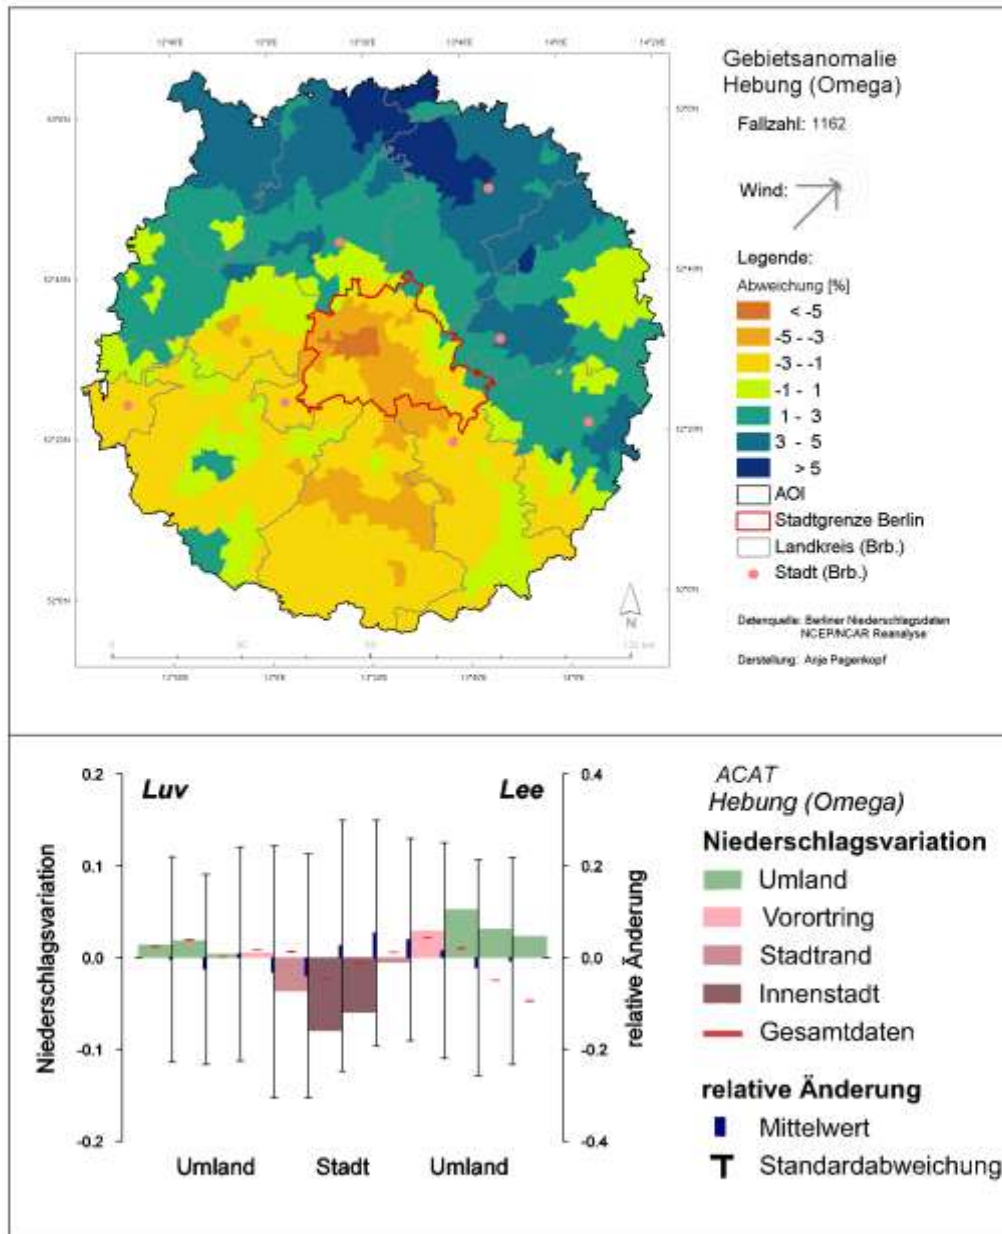 Gebietsanomalie
Hebung (Omega)
Fallzahl: 1162
Wind:
Legende:
Abweichung [%]
< -5
-5 - -3
-3 - -1
-1 - 1
1 - 3
3 - 5
> 5
AOI
Stadtgrenze Berlin
Landkreis (Brb.)
Stadt (Brb.)
N
Datenquelle: Berliner Niederschlagsdaten
NCEP/NCAR Reanalyse
Darstellung: Anja Pagenkopf
0.2
0.1
0.0
-0.1
-0.2
Niederschlagsvariation
Luv
Lee
0.4
0.2
0.0
-0.2
-0.4
relative Änderung
Umland
Stadt
Umland
ACAT
Hebung (Omega)
Niederschlagsvariation
Umland
Vorortring
Stadtrand
Innenstadt
Gesamtdaten
relative Änderung
Mittelwert
Standardabweichung